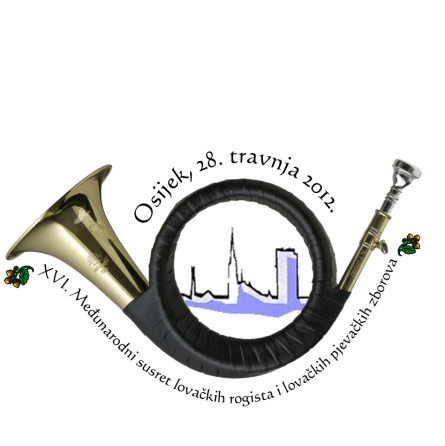 Osijek, 28. travnja 2012.
XVI. Međunarodni susret lovačkih rogista i lovačkih pjevačkih zborova